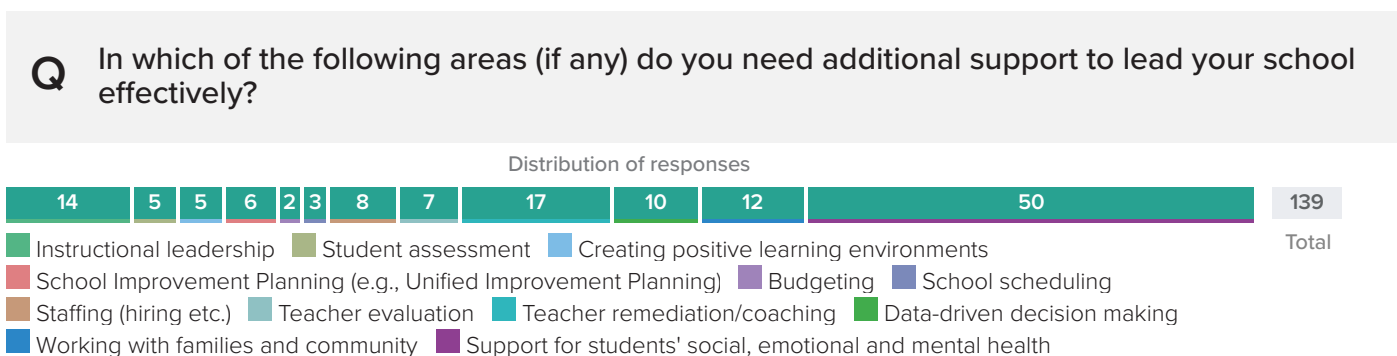 Q
In which of the following areas (if any) do you need additional support to lead your school
effectively?
Distribution of responses
14 5 5 6 2 3 8 7 17 10 12 50 139
Instructional leadership Student assessment Creating positive learning environments Total
School Improvement Planning (e.g., Unified Improvement Planning) Budgeting School scheduling
Staffing (hiring etc.) Teacher evaluation Teacher remediation/coaching Data-driven decision making
Working with families and community Support for students' social, emotional and mental health